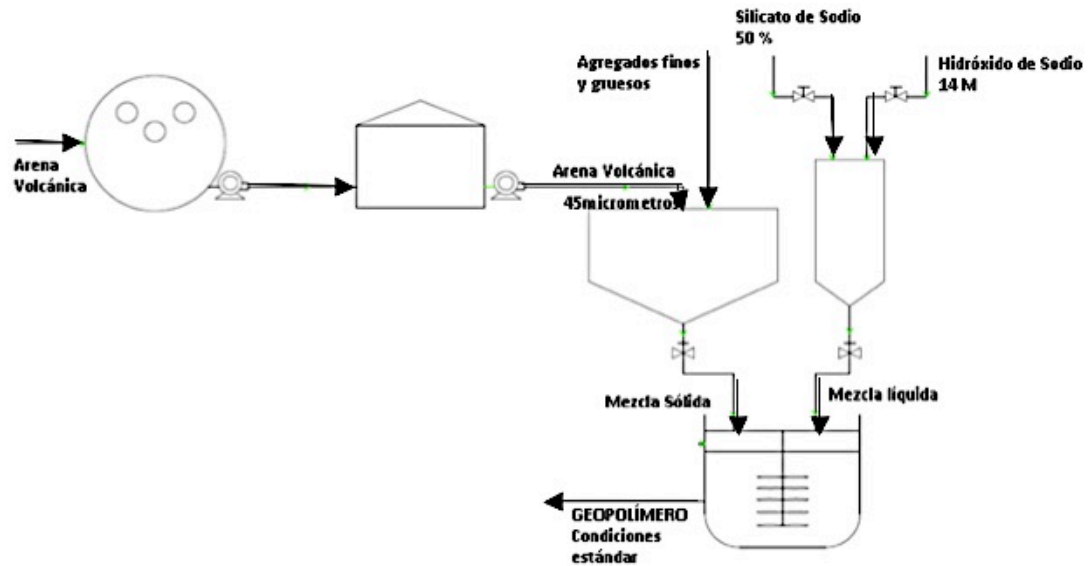 Silicato de Sodio
50 %
Agregados finos
y gruesos
Hidróxido de Sodio
14 M
Arena
Volcánica
Arena Volcánica
45micrometros
Mezcla Sólida
Mezcla líquida
GEOPOLÍMERO
Condiciones
estándar